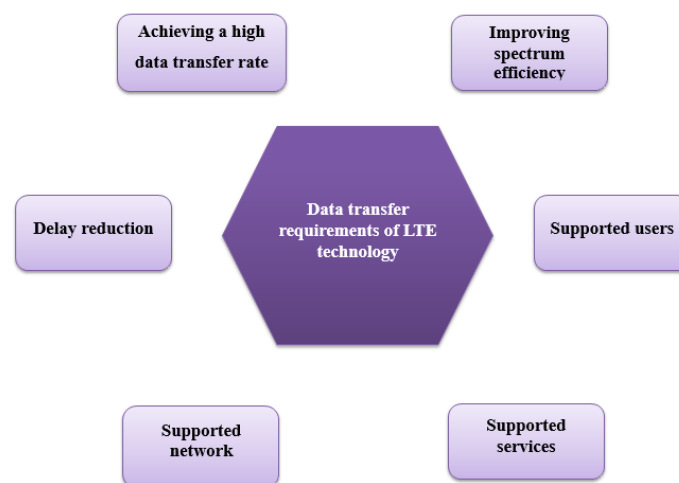 Achieving a high
data transfer rate
Improving
spectrum
efficiency
Delay reduction
Data transfer
requirements of LTE
technology
Supported users
Supported
network
Supported
services